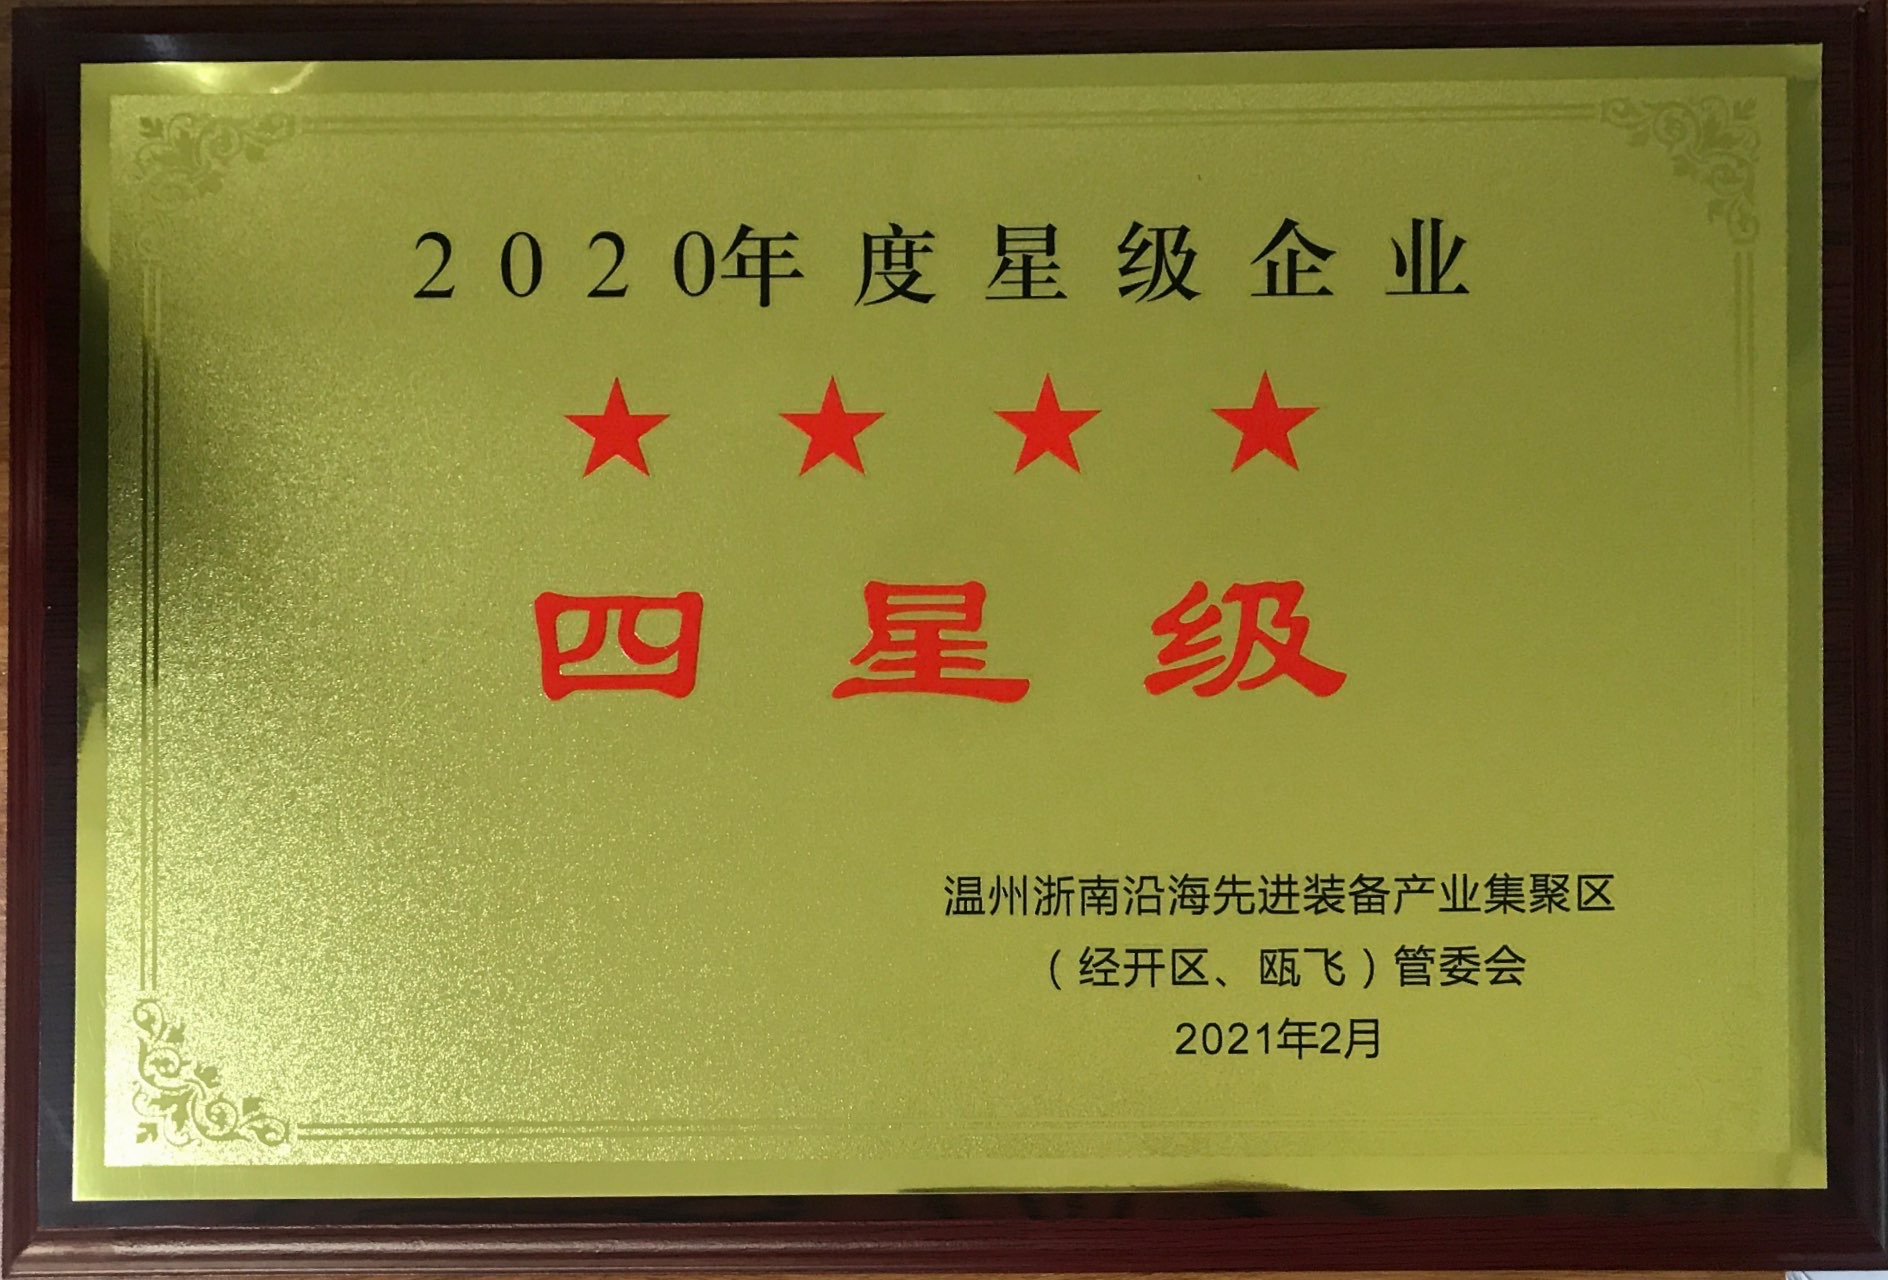 2020年度星级企业
★★★★
四星级
温州浙南沿海先进装备产业集聚区
（经开区、瓯飞）管委会
2021年2月